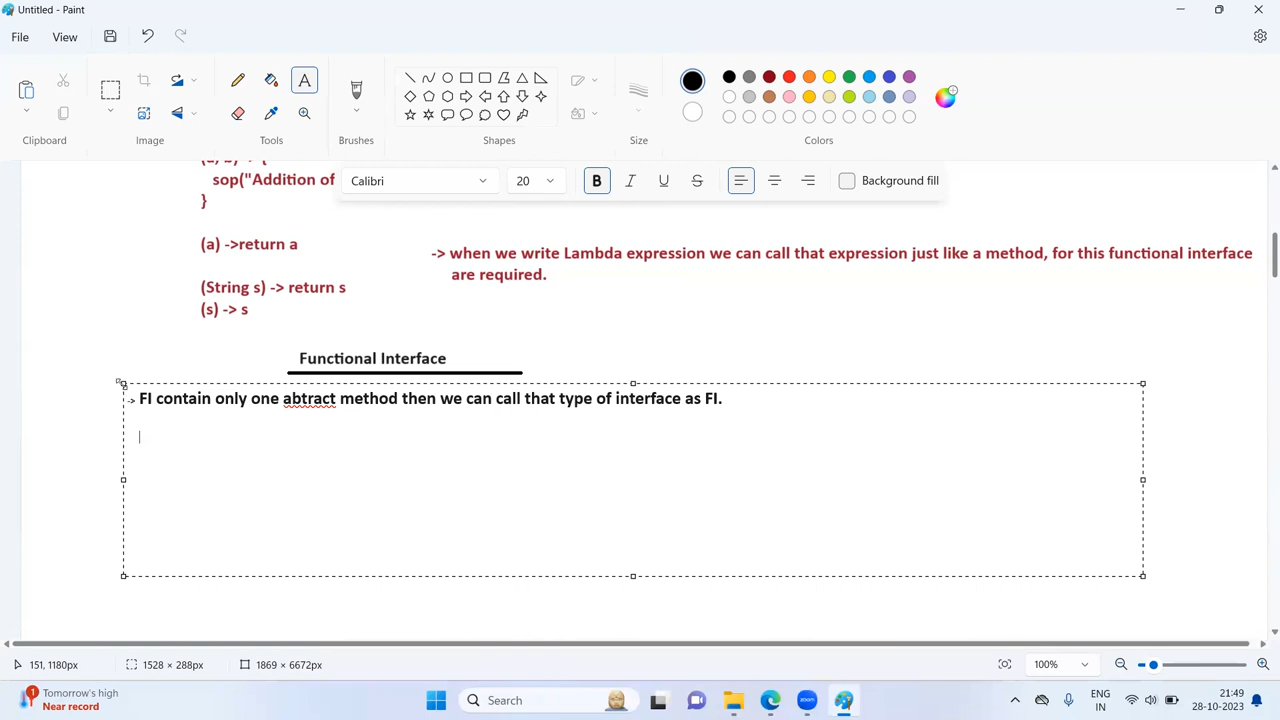 Untitled - Paint
File View
Clipboard Image Tools Brushes Shapes Size Colors
Calibri 20 B I U S Background fill
sop("Addition of
}
(a) ->return a
-> when we write Lambda expression we can call that expression just like a method, for this functional interface
are required.
(String s) -> return s
(s) -> s
Functional Interface
-> FI contain only one abtract method then we can call that type of interface as FI.
151, 1180px 1528 × 288px 1869 × 6672px 100%
1 Tomorrow's high
Near record
Search
zoom
ENG
IN
21:49
28-10-2023